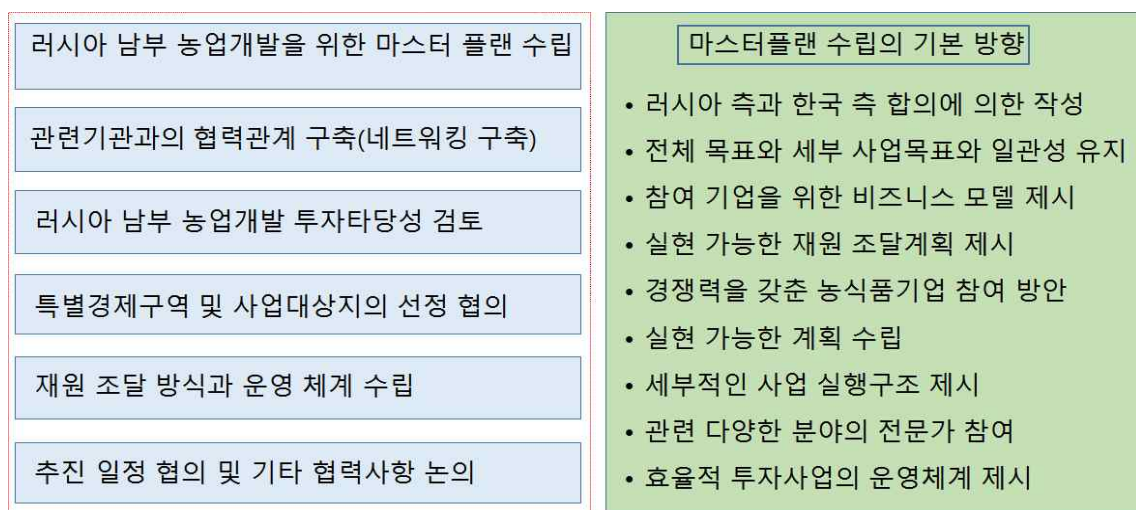 러시아 남부 농업개발을 위한 마스터 플랜 수립
관련기관과의 협력관계 구축(네트워킹 구축)
러시아 남부 농업개발 투자타당성 검토
특별경제구역 및 사업대상지의 선정 협의
재원 조달 방식과 운영 체계 수립
추진 일정 협의 및 기타 협력사항 논의
마스터플랜 수립의 기본 방향
• 러시아 측과 한국 측 합의에 의한 작성
• 전체 목표와 세부 사업목표와 일관성 유지
• 참여 기업을 위한 비즈니스 모델 제시
• 실현 가능한 재원 조달계획 제시
• 경쟁력을 갖춘 농식품기업 참여 방안
• 실현 가능한 계획 수립
• 세부적인 사업 실행구조 제시
• 관련 다양한 분야의 전문가 참여
• 효율적 투자사업의 운영체계 제시